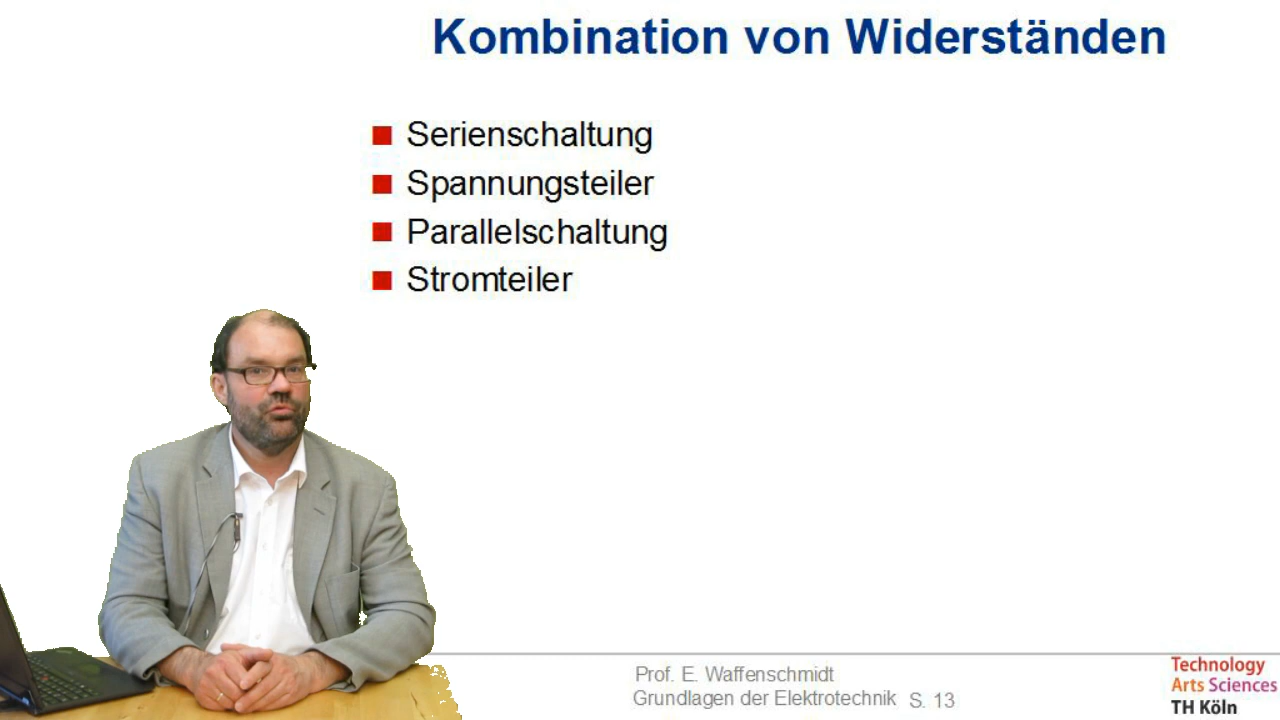 Kombination von Widerständen
Serienschaltung
Spannungsteiler
Parallelschaltung
Stromteiler
Prof. E. Waffenschmidt
Grundlagen der Elektrotechnik S. 13
Technology
Arts Sciences
TH Köln